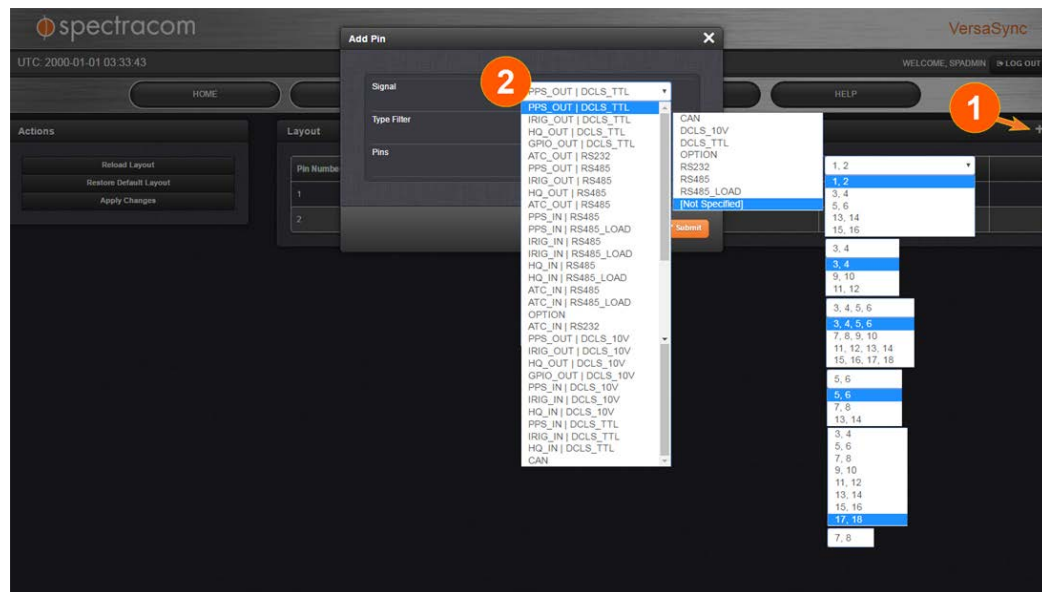 spectracom
VersaSync
UTC: 2000-01-01 03:33:43
WELCOME, SPADMIN
LOG OUT
HOME
HELP
Actions
Reload Layout
Restore Default Layout
Apply Changes
Layout
Pin Numbe
1
2
Add Pin
Signal
Type Filter
Pins
Submit
1
2
PPS_OUT | DCLS_TTL
PPS_OUT | DCLS_TTL
IRIG_OUT | DCLS_TTL
HQ_OUT | DCLS_TTL
GPIO_OUT | DCLS_TTL
ATC_OUT | RS232
PPS_OUT | RS485
IRIG_OUT | RS485
HQ_OUT | RS485
ATC_OUT | RS485
PPS_IN | RS485
PPS_IN | RS485_LOAD
IRIG_IN | RS485
IRIG_IN | RS485_LOAD
HQ_IN | RS485
HQ_IN | RS485_LOAD
ATC_IN | RS485
ATC_IN | RS485_LOAD
OPTION
ATC_IN | RS232
PPS_OUT | DCLS_10V
IRIG_OUT | DCLS_10V
HQ_OUT | DCLS_10V
GPIO_OUT | DCLS_10V
PPS_IN | DCLS_10V
IRIG_IN | DCLS_10V
HQ_IN | DCLS_10V
PPS_IN | DCLS_TTL
IRIG_IN | DCLS_TTL
HQ_IN | DCLS_TTL
CAN
CAN
DCLS_10V
DCLS_TTL
OPTION
RS232
RS485
RS485_LOAD
[Not Specified]
1, 2
1, 2
3, 4
5, 6
13, 14
15, 16
3, 4
3, 4
9, 10
11, 12
3, 4, 5, 6
3, 4, 5, 6
7, 8, 9, 10
11, 12, 13, 14
15, 16, 17, 18
5, 6
5, 6
7, 8
13, 14
3, 4
5, 6
7, 8
9, 10
11, 12
13, 14
15, 16
17, 18
7, 8